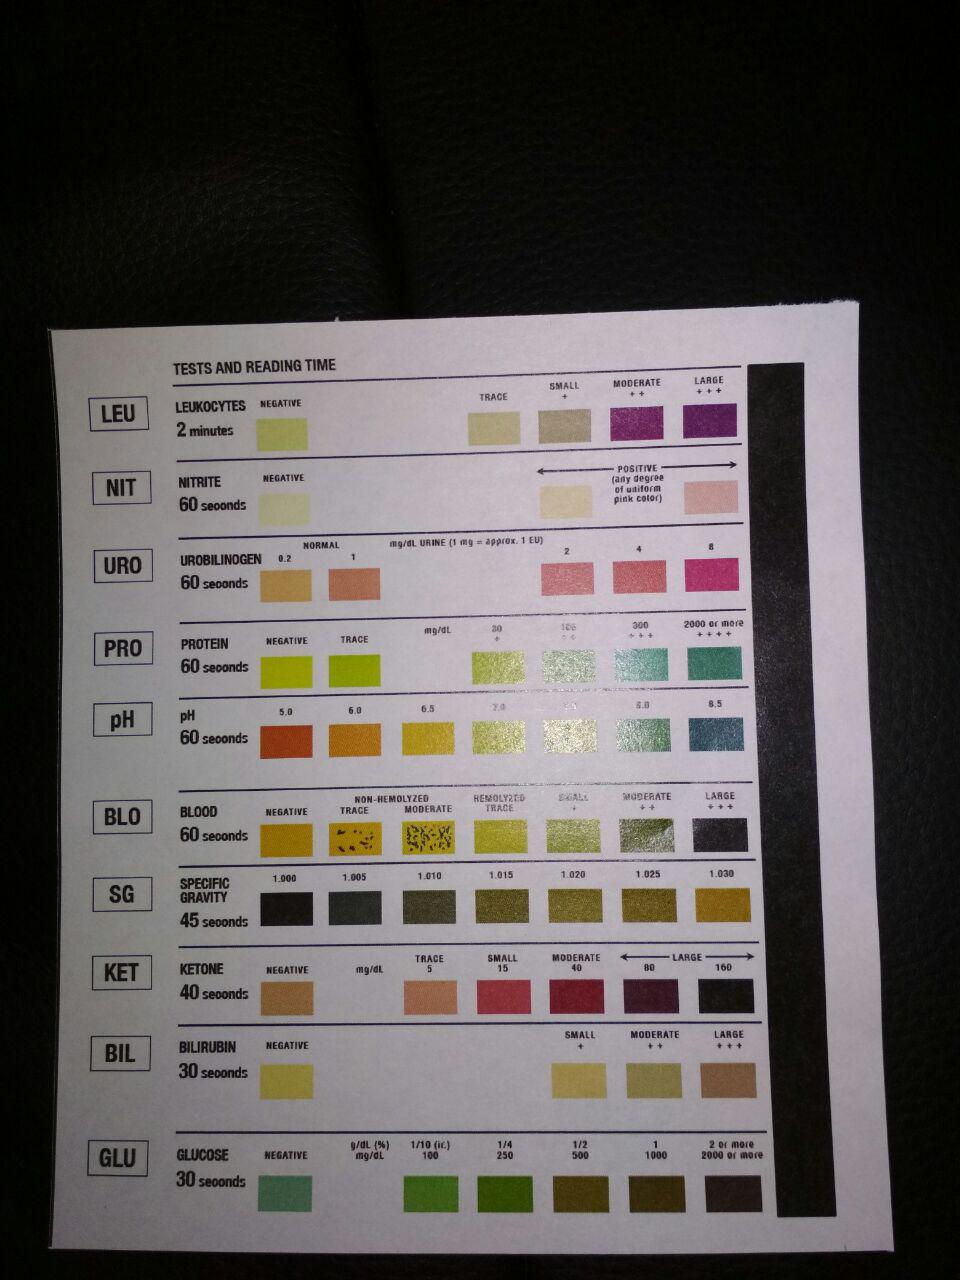 TESTS AND READING TIME
LEU
LEUKOCYTES
2 minutes
NEGATIVE
TRACE
SMALL
+
MODERATE
+ +
LARGE
+ + +
NIT
NITRITE
60 seconds
NEGATIVE
POSITIVE
(any degree
of uniform
pink color)
URO
UROBILINOGEN
60 seconds
NORMAL
0.2 1
mg/dL URINE (1 mg = approx. 1 EU)
2 4 8
PRO
PROTEIN
60 seconds
NEGATIVE
TRACE
mg/dL
30
+
100
+ +
300
+ + +
2000 or more
+ + + +
pH
pH
60 seconds
5.0 6.0 6.5 7.0 8.0 8.5
BLO
BLOOD
60 seconds
NEGATIVE
NON-HEMOLYZED
TRACE MODERATE
HEMOLYZED
TRACE
SMALL
+
MODERATE
+ +
LARGE
+ + +
SG
SPECIFIC
GRAVITY
45 seconds
1.000 1.005 1.010 1.015 1.020 1.025 1.030
KET
KETONE
40 seconds
NEGATIVE
mg/dL
TRACE
5
SMALL
15
MODERATE
40
LARGE
80 160
BIL
BILIRUBIN
30 seconds
NEGATIVE
SMALL
+
MODERATE
+ +
LARGE
+ + +
GLU
GLUCOSE
30 seconds
NEGATIVE
g/dL (%)
mg/dL
1/10 (tr.)
100
1/4
250
1/2
500
1
1000
2 or more
2000 or more